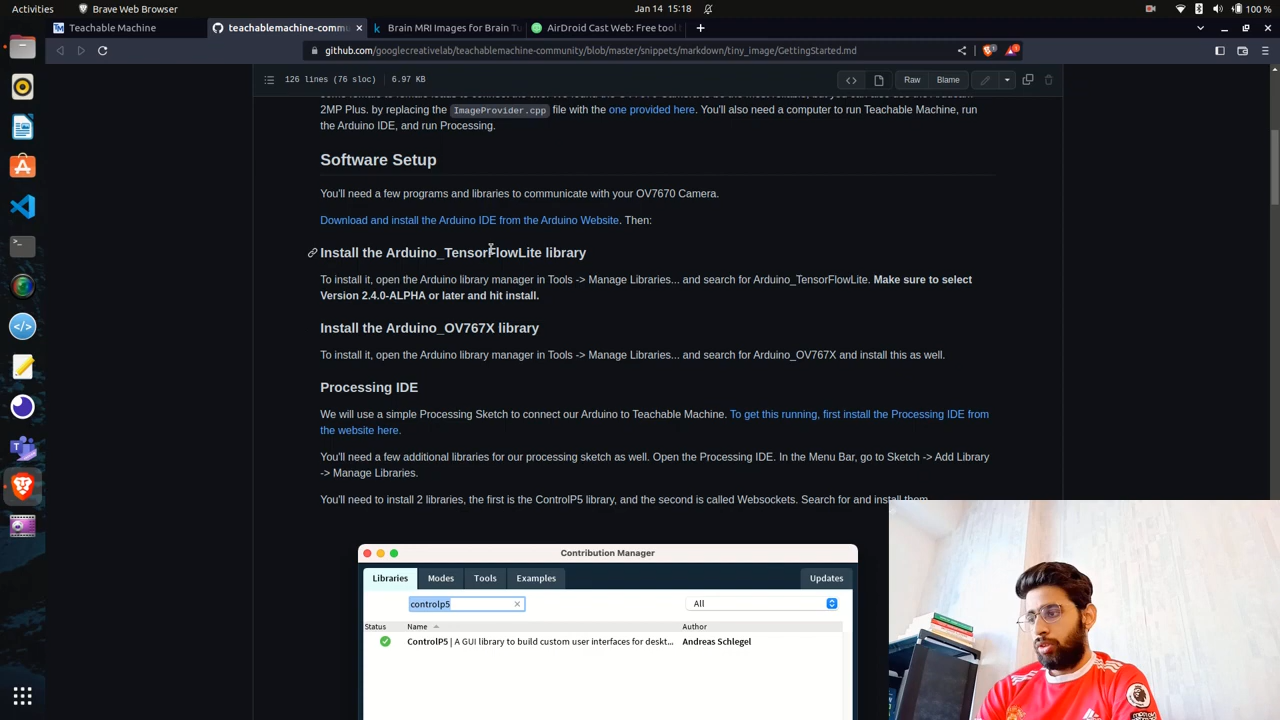 Activities
Brave Web Browser
Jan 14 15:18
100 %
Teachable Machine
teachablemachine-commu
Brain MRI Images for Brain Tu
AirDroid Cast Web: Free tool t
github.com/googlecreativelab/teachablemachine-community/blob/master/snippets/markdown/tiny_image/GettingStarted.md
126 lines (76 sloc) 6.97 KB
Raw
Blame
2MP Plus. by replacing the ImageProvider.cpp file with the one provided here. You'll also need a computer to run Teachable Machine, run
the Arduino IDE, and run Processing.
Software Setup
You'll need a few programs and libraries to communicate with your OV7670 Camera.
Download and install the Arduino IDE from the Arduino Website. Then:
Install the Arduino_TensorFlowLite library
To install it, open the Arduino library manager in Tools -> Manage Libraries... and search for Arduino_TensorFlowLite. Make sure to select
Version 2.4.0-ALPHA or later and hit install.
Install the Arduino_OV767X library
To install it, open the Arduino library manager in Tools -> Manage Libraries... and search for Arduino_OV767X and install this as well.
Processing IDE
We will use a simple Processing Sketch to connect our Arduino to Teachable Machine. To get this running, first install the Processing IDE from
the website here.
You'll need a few additional libraries for our processing sketch as well. Open the Processing IDE. In the Menu Bar, go to Sketch -> Add Library
-> Manage Libraries.
You'll need to install 2 libraries, the first is the ControlP5 library, and the second is called Websockets. Search for and install them
Contribution Manager
Libraries
Modes
Tools
Examples
Updates
controlp5
All
Status
Name
Author
ControlP5 | A GUI library to build custom user interfaces for deskt...
Andreas Schlegel